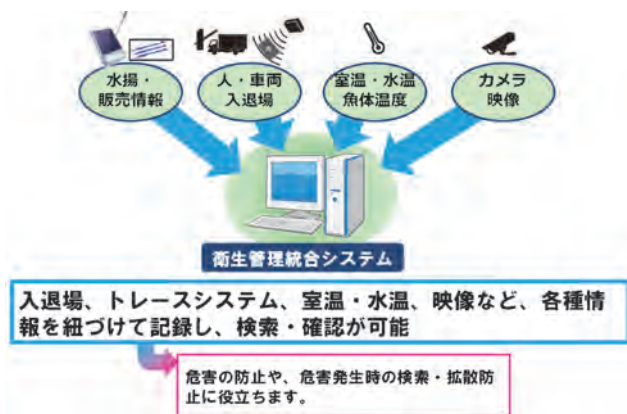 水揚・
販売情報
人・車両
入退場
室温・水温
魚体温度
カメラ
映像
衛生管理統合システム
入退場、トレースシステム、室温・水温、映像など、各種情
報を紐づけて記録し、検索・確認が可能
危害の防止や、危害発生時の検索・拡散防
止に役立ちます。